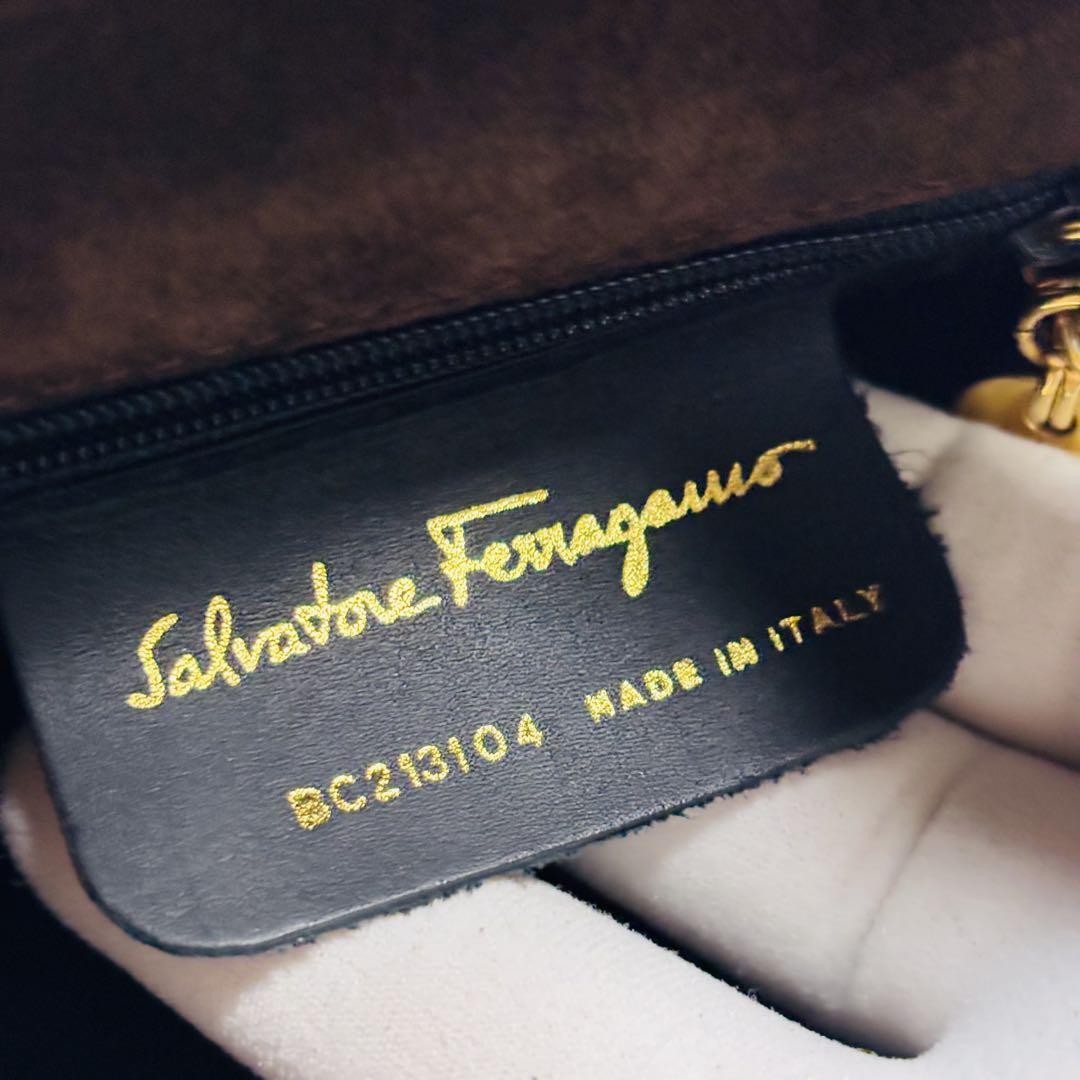 Salvatore Ferragamo
BC213104 MADE IN ITALY